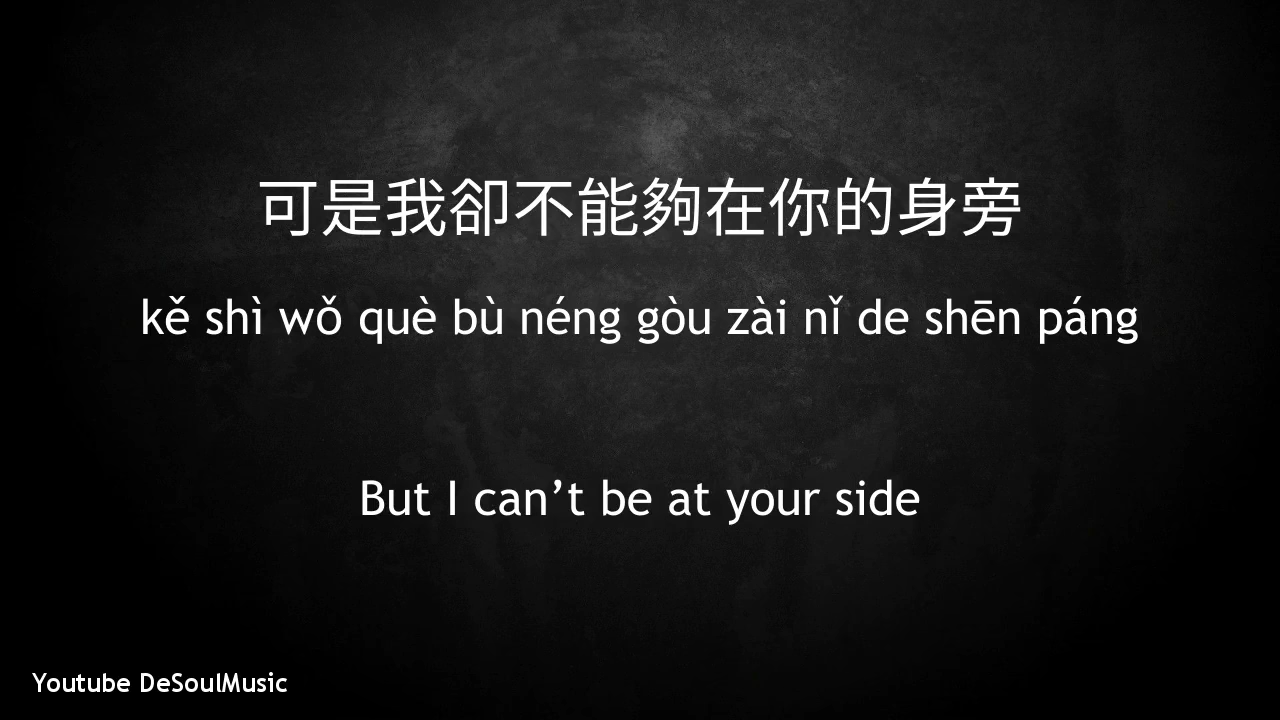 可是我卻不能夠在你的身旁
kě shì wǒ què bù néng gòu zài nǐ de shēn páng
But I can’t be at your side
Youtube DeSoulMusic